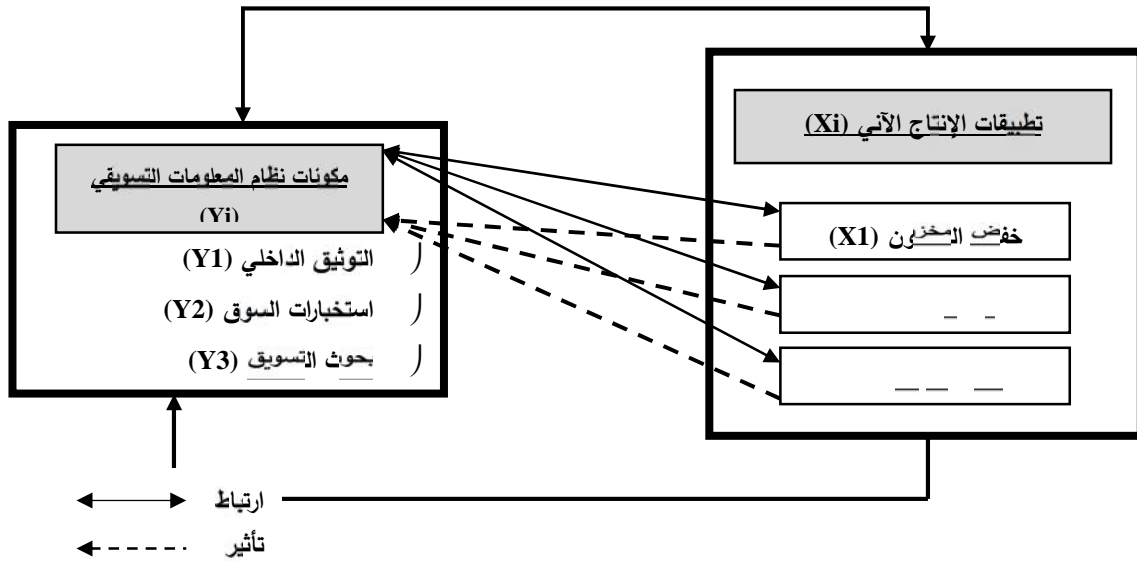 تطبيقات الإنتاج الآني (Xi)
خفض المخزون (X1)
مكونات نظام المعلومات التسويقي
(Yi)
التوثيق الداخلي (Y1)
استخبارات السوق (Y2)
بحوث التسويق (Y3)
ارتباط
تأثير